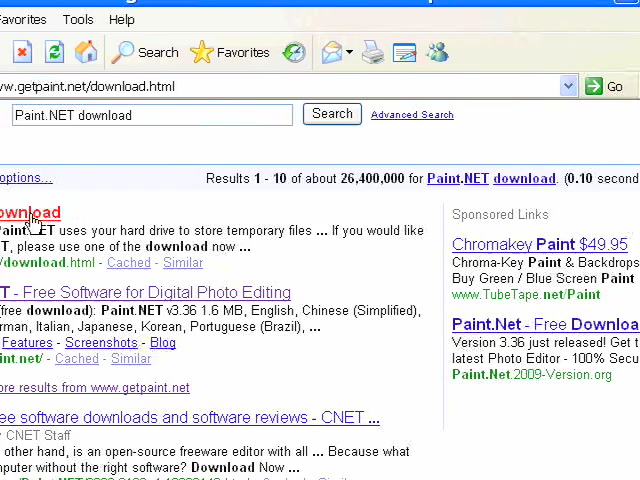 Favorites Tools Help
Search Favorites
w.getpaint.net/download.html Go
Paint.NET download Search Advanced Search
options... Results 1 - 10 of about 26,400,000 for Paint.NET download. (0.10 second
ownload
uses your hard drive to store temporary files ... If you would like
T, please use one of the download now ...
/download.html - Cached - Similar
T - Free Software for Digital Photo Editing
(free download): Paint.NET v3.36 1.6 MB, English, Chinese (Simplified),
rman, Italian, Japanese, Korean, Portuguese (Brazil), ...
Features - Screenshots - Blog
int.net/ - Cached - Similar
ore results from www.getpaint.net
ee software downloads and software reviews - CNET ...
y CNET Staff
other hand, is an open-source freeware editor with all ... Because what
mputer without the right software? Download Now ...
Sponsored Links
Chromakey Paint $49.95
Chroma-Key Paint & Backdrops
Buy Green / Blue Screen Paint
www.TubeTape.net/Paint
Paint.Net - Free Downloa
Version 3.36 just released! Get t
latest Photo Editor - 100% Secu
Paint.Net.2009-Version.org